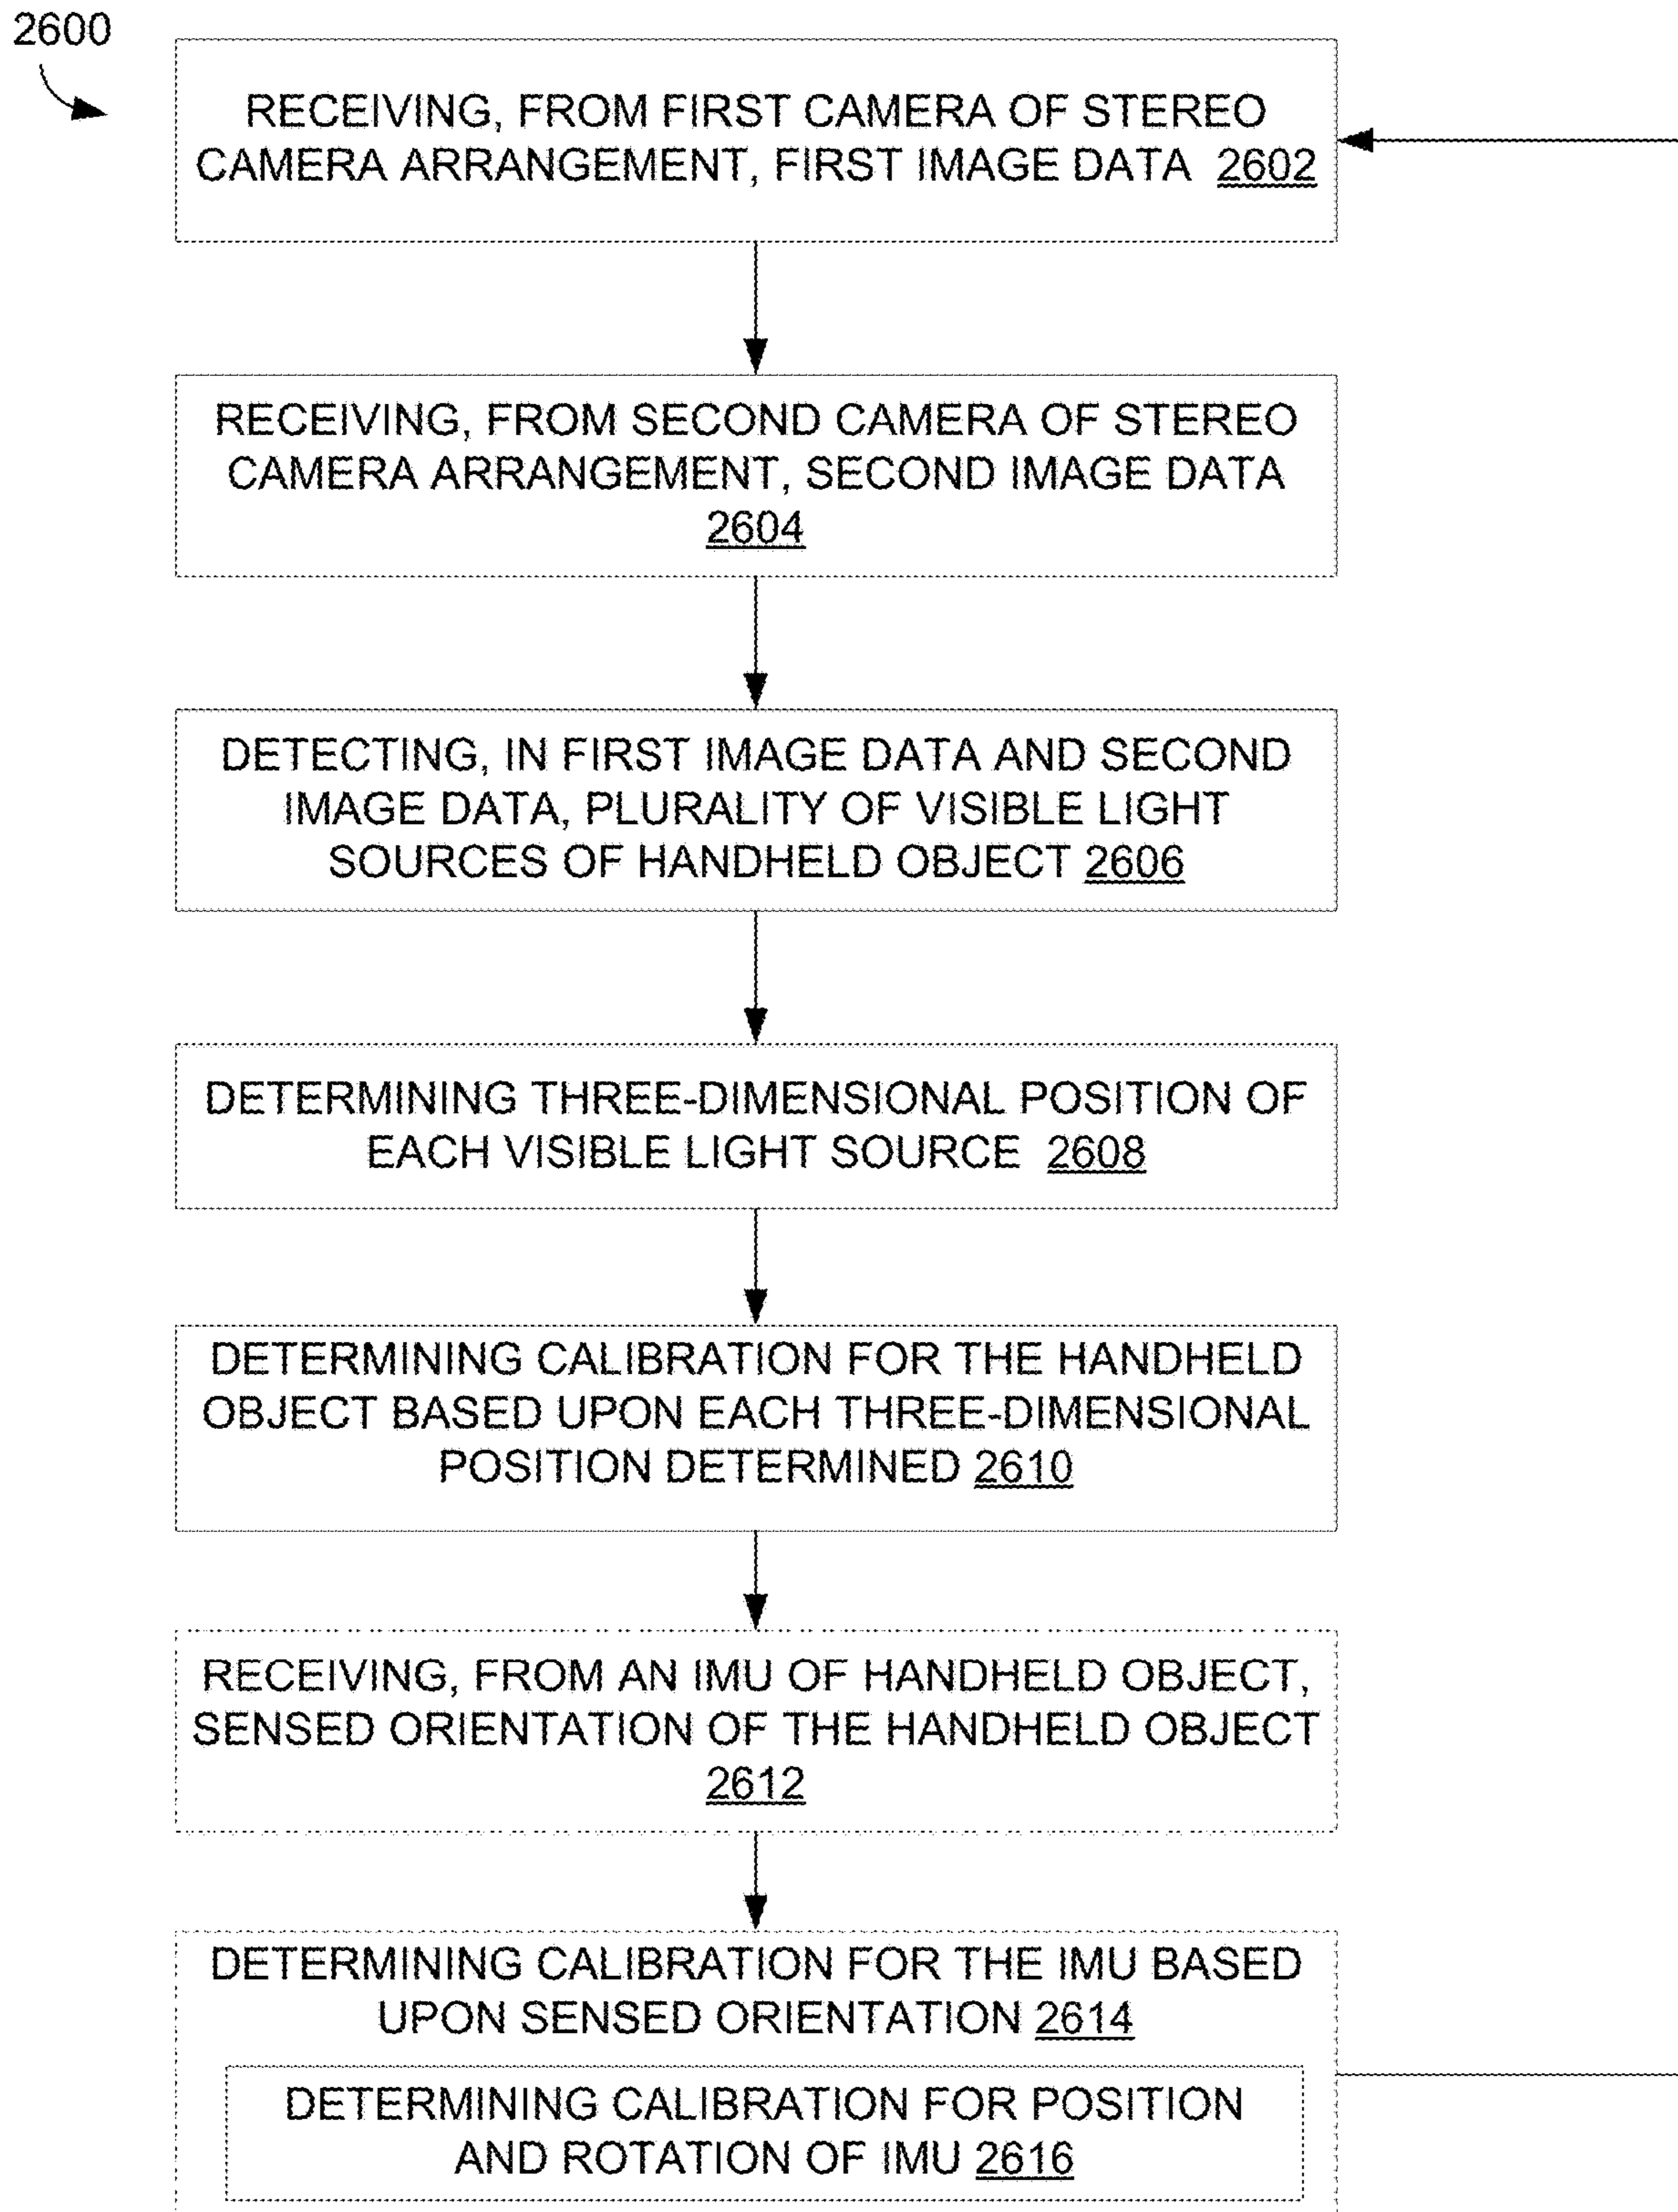 2600
RECEIVING, FROM FIRST CAMERA OF STEREO
CAMERA ARRANGEMENT, FIRST IMAGE DATA 2602
RECEIVING, FROM SECOND CAMERA OF STEREO
CAMERA ARRANGEMENT, SECOND IMAGE DATA
2604
DETECTING, IN FIRST IMAGE DATA AND SECOND
IMAGE DATA, PLURALITY OF VISIBLE LIGHT
SOURCES OF HANDHELD OBJECT 2606
DETERMINING THREE-DIMENSIONAL POSITION OF
EACH VISIBLE LIGHT SOURCE 2608
DETERMINING CALIBRATION FOR THE HANDHELD
OBJECT BASED UPON EACH THREE-DIMENSIONAL
POSITION DETERMINED 2610
RECEIVING, FROM AN IMU OF HANDHELD OBJECT,
SENSED ORIENTATION OF THE HANDHELD OBJECT
2612
DETERMINING CALIBRATION FOR THE IMU BASED
UPON SENSED ORIENTATION 2614
DETERMINING CALIBRATION FOR POSITION
AND ROTATION OF IMU 2616